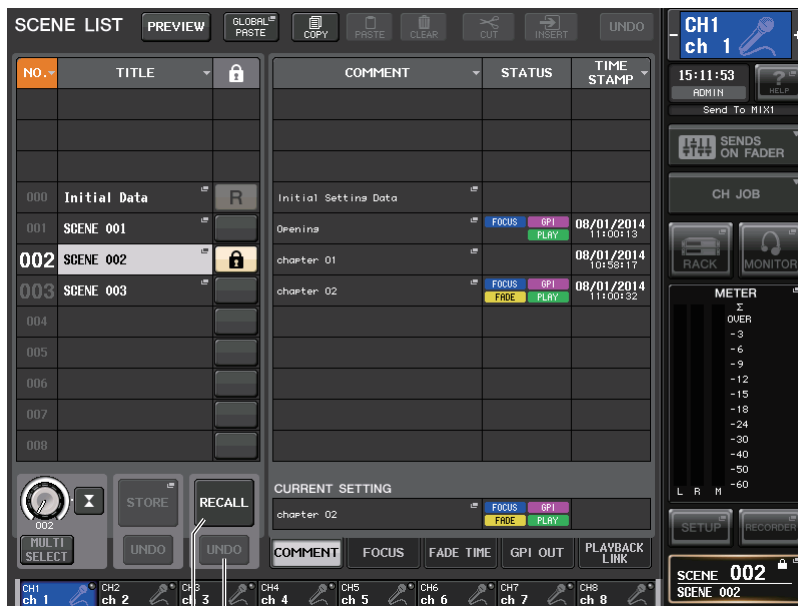 SCENE LIST PREVIEW GLOBAL PASTE COPY PASTE CLEAR CUT INSERT UNDO
NO. TITLE COMMENT STATUS TIME STAMP
000 Initial Data R Initial Setting Data
001 SCENE 001 Opening FOCUS GPI PLAY 08/01/2014 11:00:13
002 SCENE 002 chapter 01 08/01/2014 10:58:17
003 SCENE 003 chapter 02 FOCUS GPI FADE PLAY 08/01/2014 11:00:32
004
005
006
007
008
002
MULTI SELECT
STORE
UNDO
RECALL
UNDO
CURRENT SETTING
chapter 02 FOCUS GPI FADE PLAY
COMMENT FOCUS FADE TIME GPI OUT PLAYBACK LINK
CH1 CH2 CH3 CH4 CH5 CH6 CH7 CH8
ch 1 ch 2 ch 3 ch 4 ch 5 ch 6 ch 7 ch 8
- CH1 +
ch 1
15:11:53
ADMIN
? HELP
Send To MIX1
SENDS ON FADER
CH JOB
RACK MONITOR
METER
Σ
OVER
-3
-6
-9
-12
-15
-18
-24
-30
-40
-50
-60
L R M
SETUP RECORDER
SCENE 002
SCENE 002